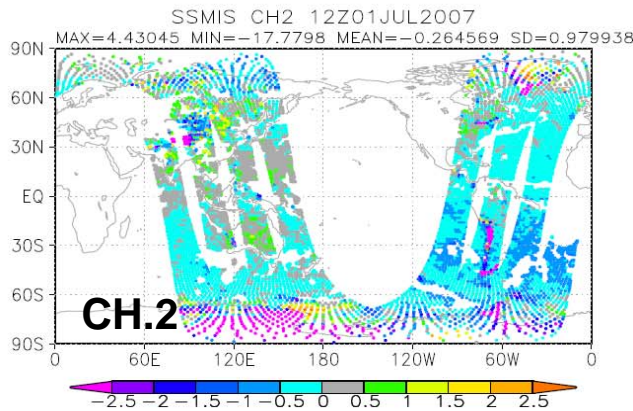 SSMIS CH2 12Z01JUL2007
MAX=4.43045 MIN=−17.7798 MEAN=−0.264569 SD=0.979938
90N
60N
30N
EQ
30S
60S
90S
CH.2
0 60E 120E 180 120W 60W 0
−2.5 −2 −1.5 −1 −0.5 0 0.5 1 1.5 2 2.5